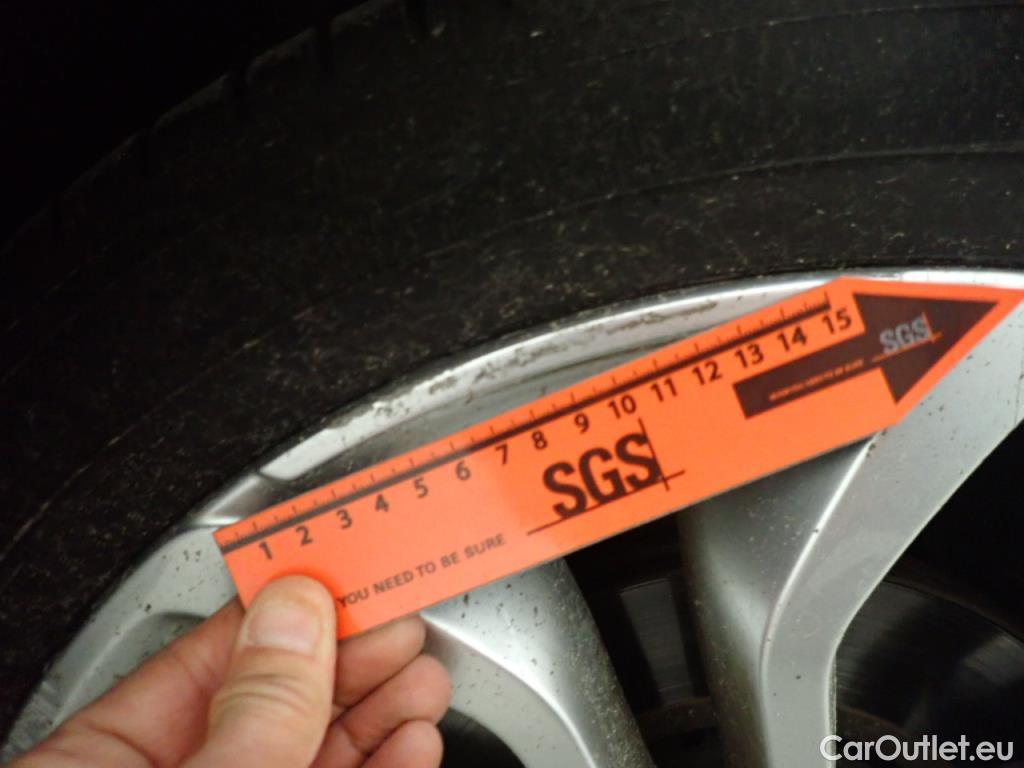 1 2 3 4 5 6 7 8 9 10 11 12 13 14 15
SGS
SGS
YOU NEED TO BE SURE
CarOutlet.eu